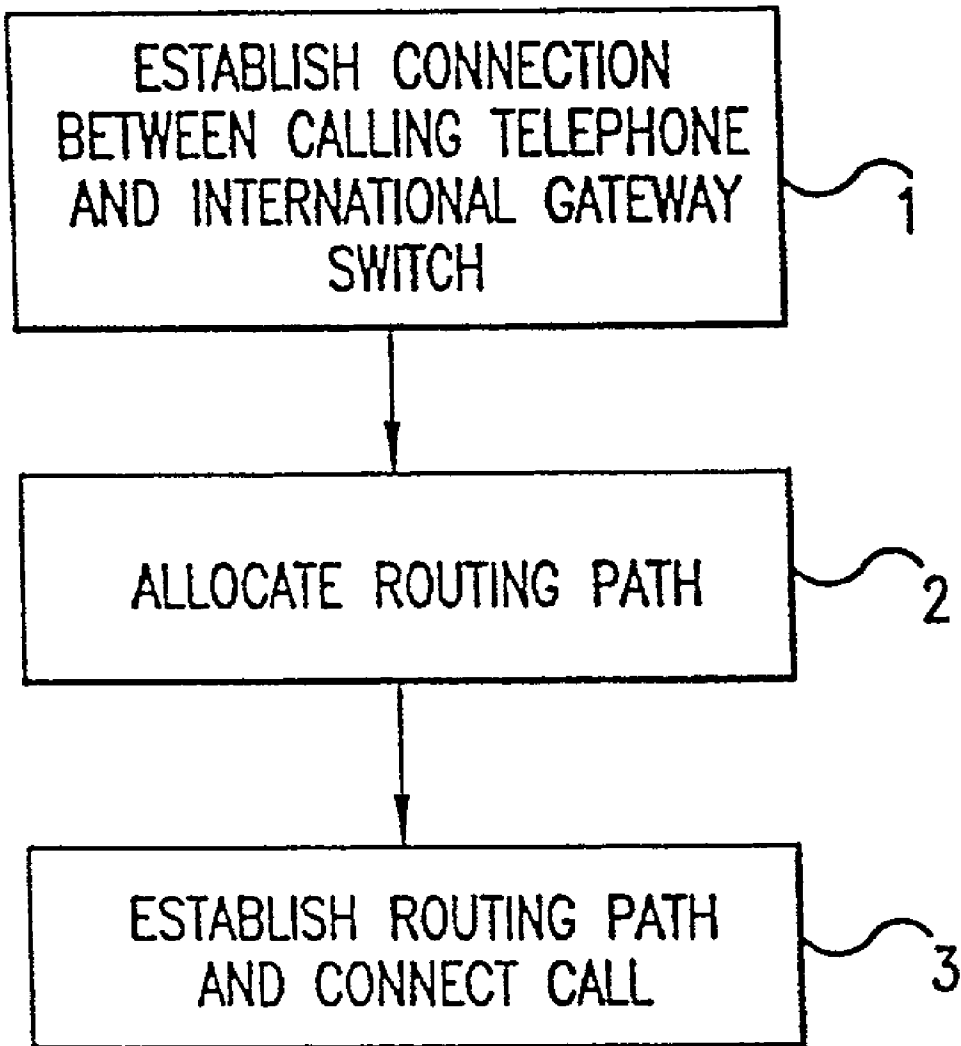 ESTABLISH CONNECTION
BETWEEN CALLING TELEPHONE
AND INTERNATIONAL GATEWAY
SWITCH
1
ALLOCATE ROUTING PATH
2
ESTABLISH ROUTING PATH
AND CONNECT CALL
3